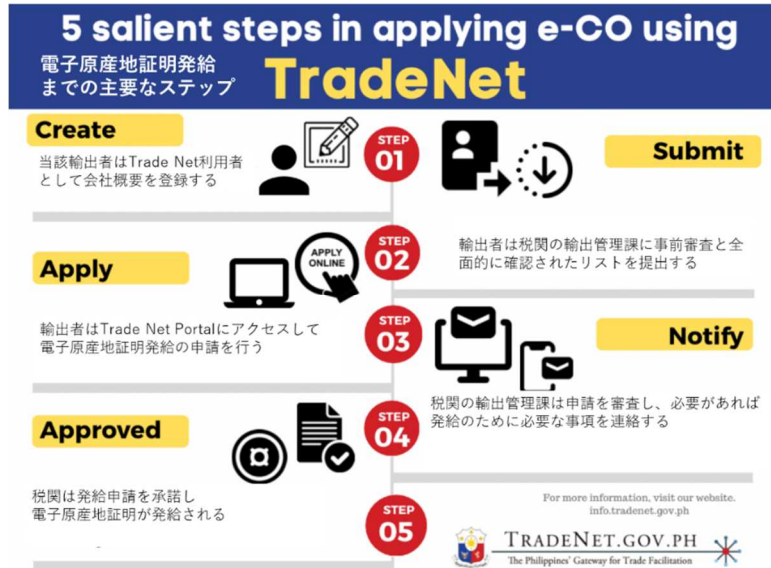 5 salient steps in applying e-CO using
電子原産地証明発給
までの主要なステップ
TradeNet
Create
当該輸出者はTrade Net利用者
として会社概要を登録する
STEP
01
Submit
輸出者は税関の輸出管理課に事前審査と全
面的に確認されたリストを提出する
STEP
02
Apply
APPLY
ONLINE
輸出者はTrade Net Portalにアクセスして
電子原産地証明発給の申請を行う
STEP
03
Notify
税関の輸出管理課は申請を審査し、必要があれば
発給のために必要な事項を連絡する
STEP
04
Approved
税関は発給申請を承諾し
電子原産地証明が発給される
STEP
05
For more information, visit our website.
info.tradenet.gov.ph
TRADENET.GOV.PH
The Philippines' Gateway for Trade Facilitation